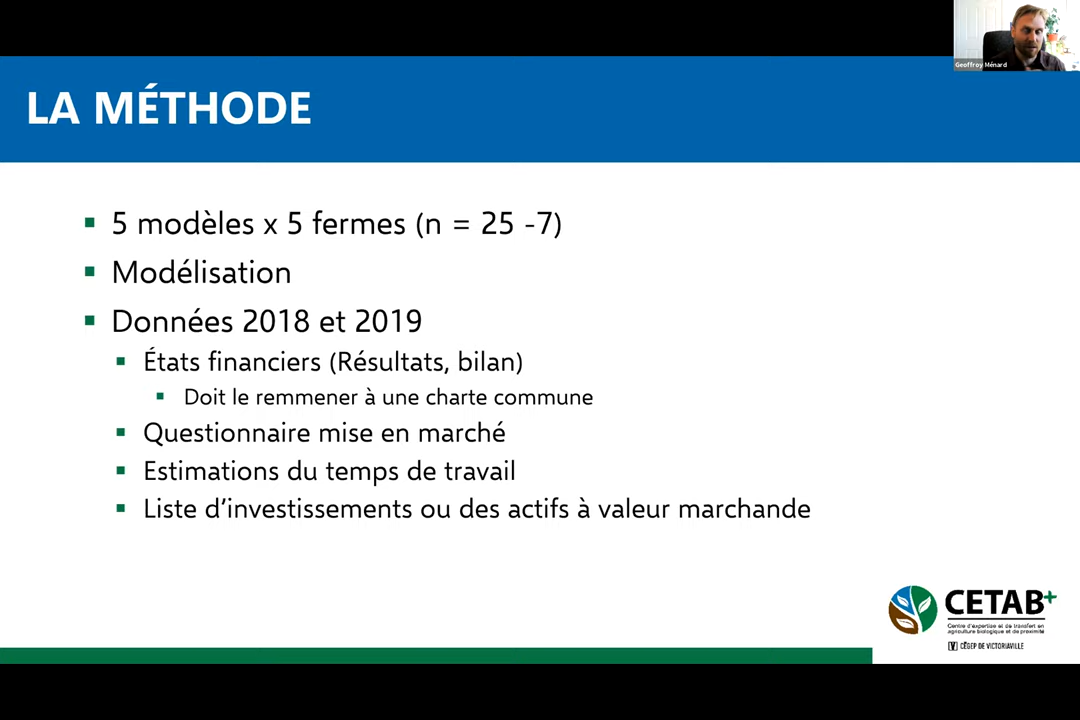 Geoffroy Ménard
LA MÉTHODE
5 modèles x 5 fermes (n = 25 -7)
Modélisation
Données 2018 et 2019
États financiers (Résultats, bilan)
Doit le remmener à une charte commune
Questionnaire mise en marché
Estimations du temps de travail
Liste d’investissements ou des actifs à valeur marchande
CETAB+
Centre d'expertise et de transfert en
agriculture biologique et de proximité
CÉGEP DE VICTORIAVILLE